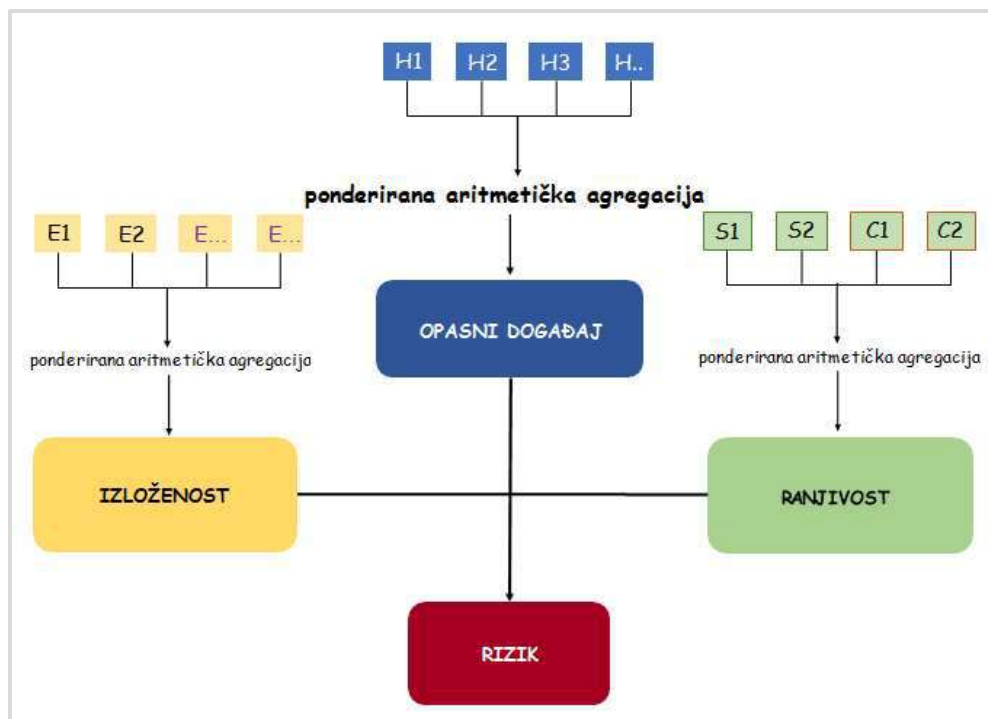 H1 H2 H3 H..
ponderirana aritmetička agregacija
E1 E2 E... E...
S1 S2 C1 C2
OPASNI DOGAĐAJ
ponderirana aritmetička agregacija
ponderirana aritmetička agregacija
IZLOŽENOST
RANJIVOST
RIZIK